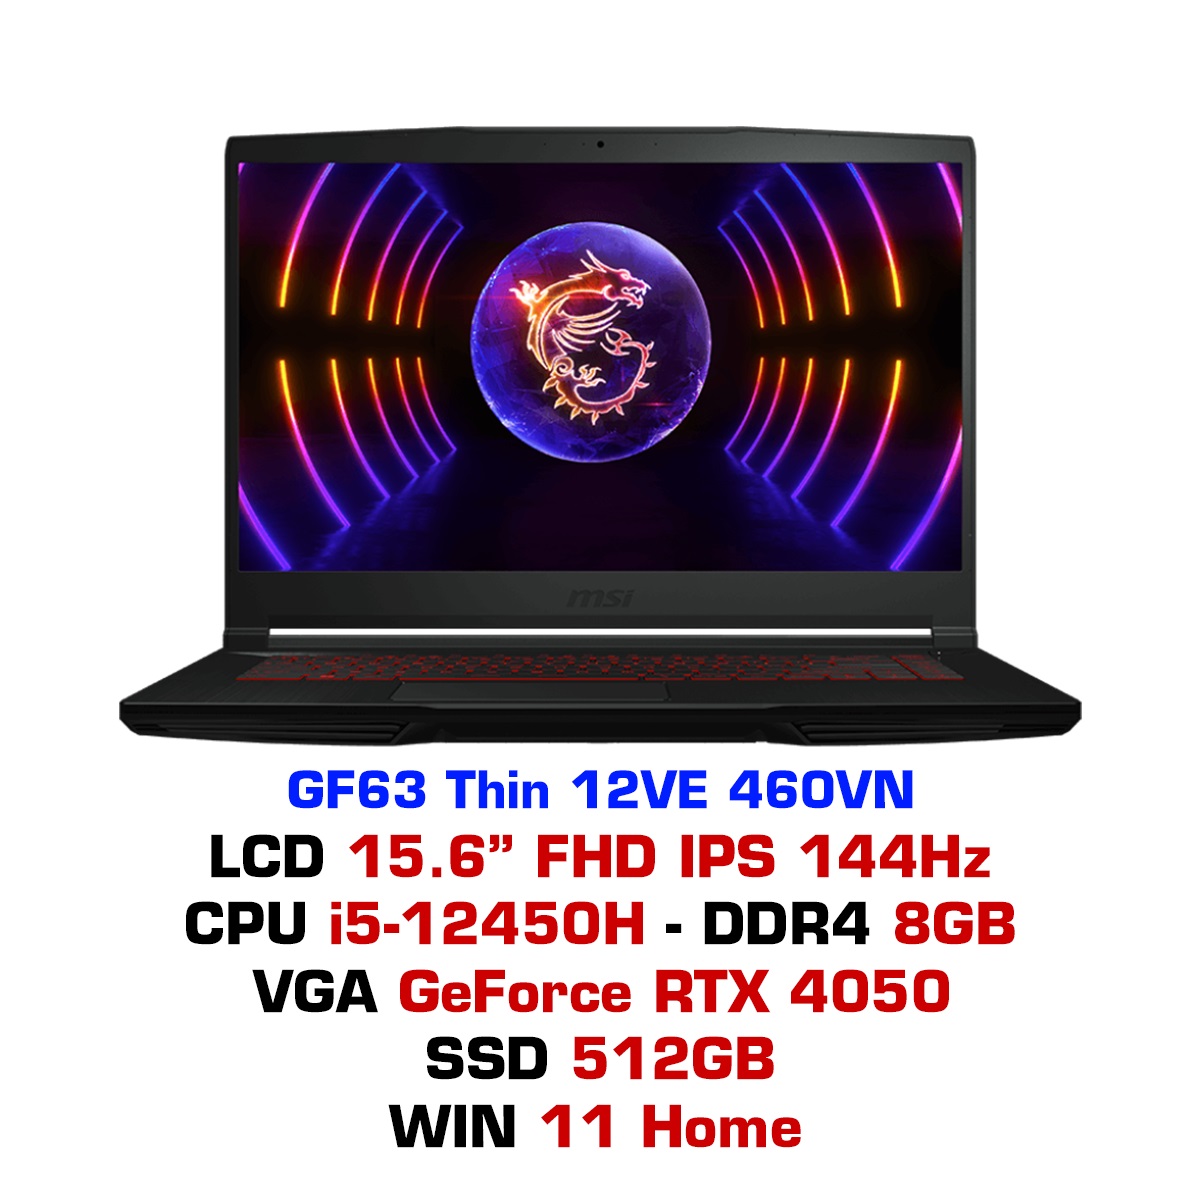 msi
GF63 Thin 12VE 460VN
LCD 15.6” FHD IPS 144Hz
CPU i5-12450H - DDR4 8GB
VGA GeForce RTX 4050
SSD 512GB
WIN 11 Home